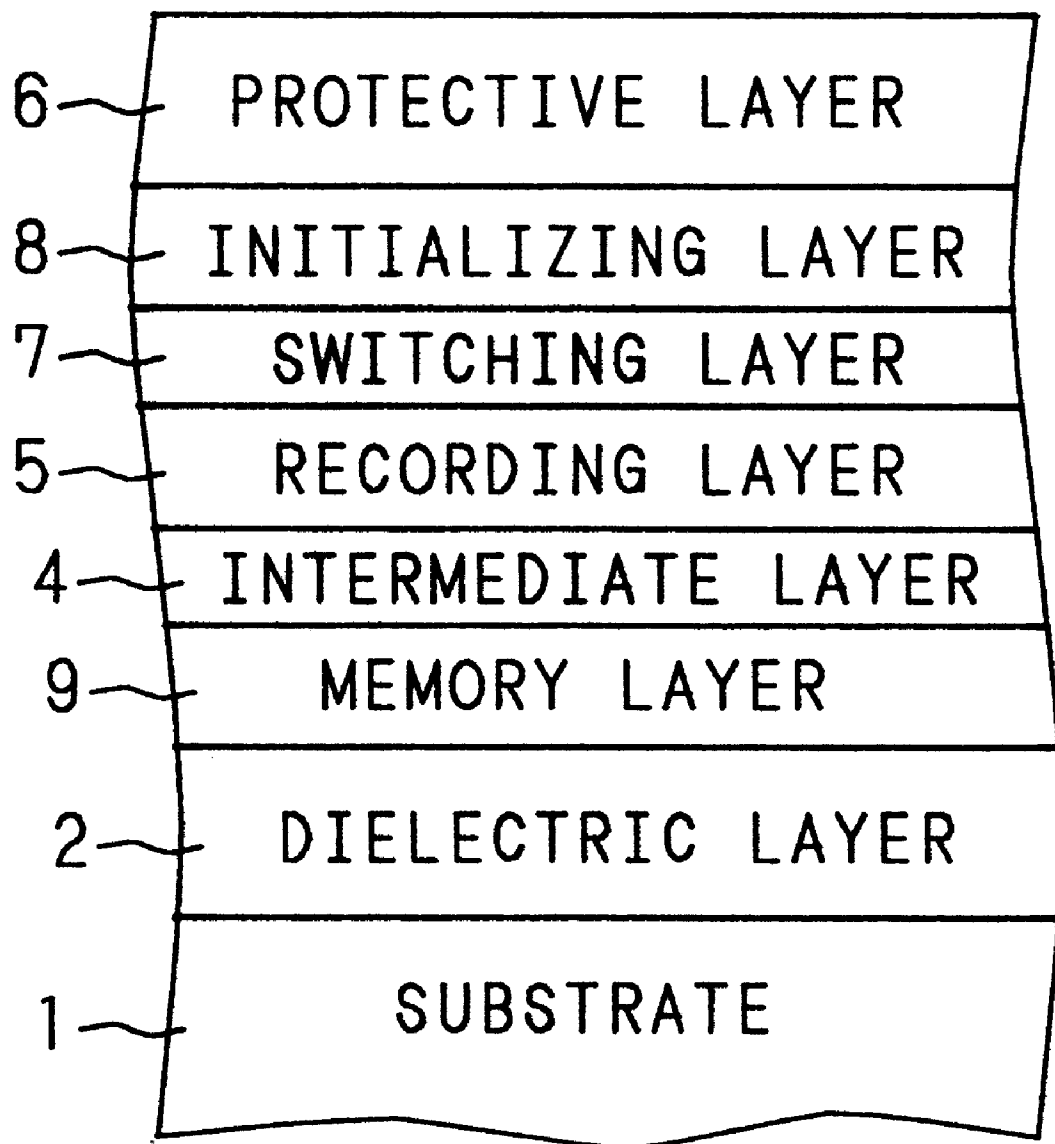 6 PROTECTIVE LAYER
8 INITIALIZING LAYER
7 SWITCHING LAYER
5 RECORDING LAYER
4 INTERMEDIATE LAYER
9 MEMORY LAYER
2 DIELECTRIC LAYER
1 SUBSTRATE